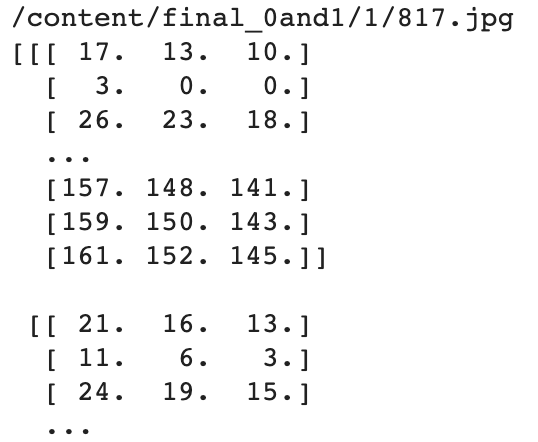 /content/final_0and1/1/817.jpg
[[[ 17. 13. 10.]
[ 3. 0. 0.]
[ 26. 23. 18.]
...
[157. 148. 141.]
[159. 150. 143.]
[161. 152. 145.]]
[[ 21. 16. 13.]
[ 11. 6. 3.]
[ 24. 19. 15.]
...